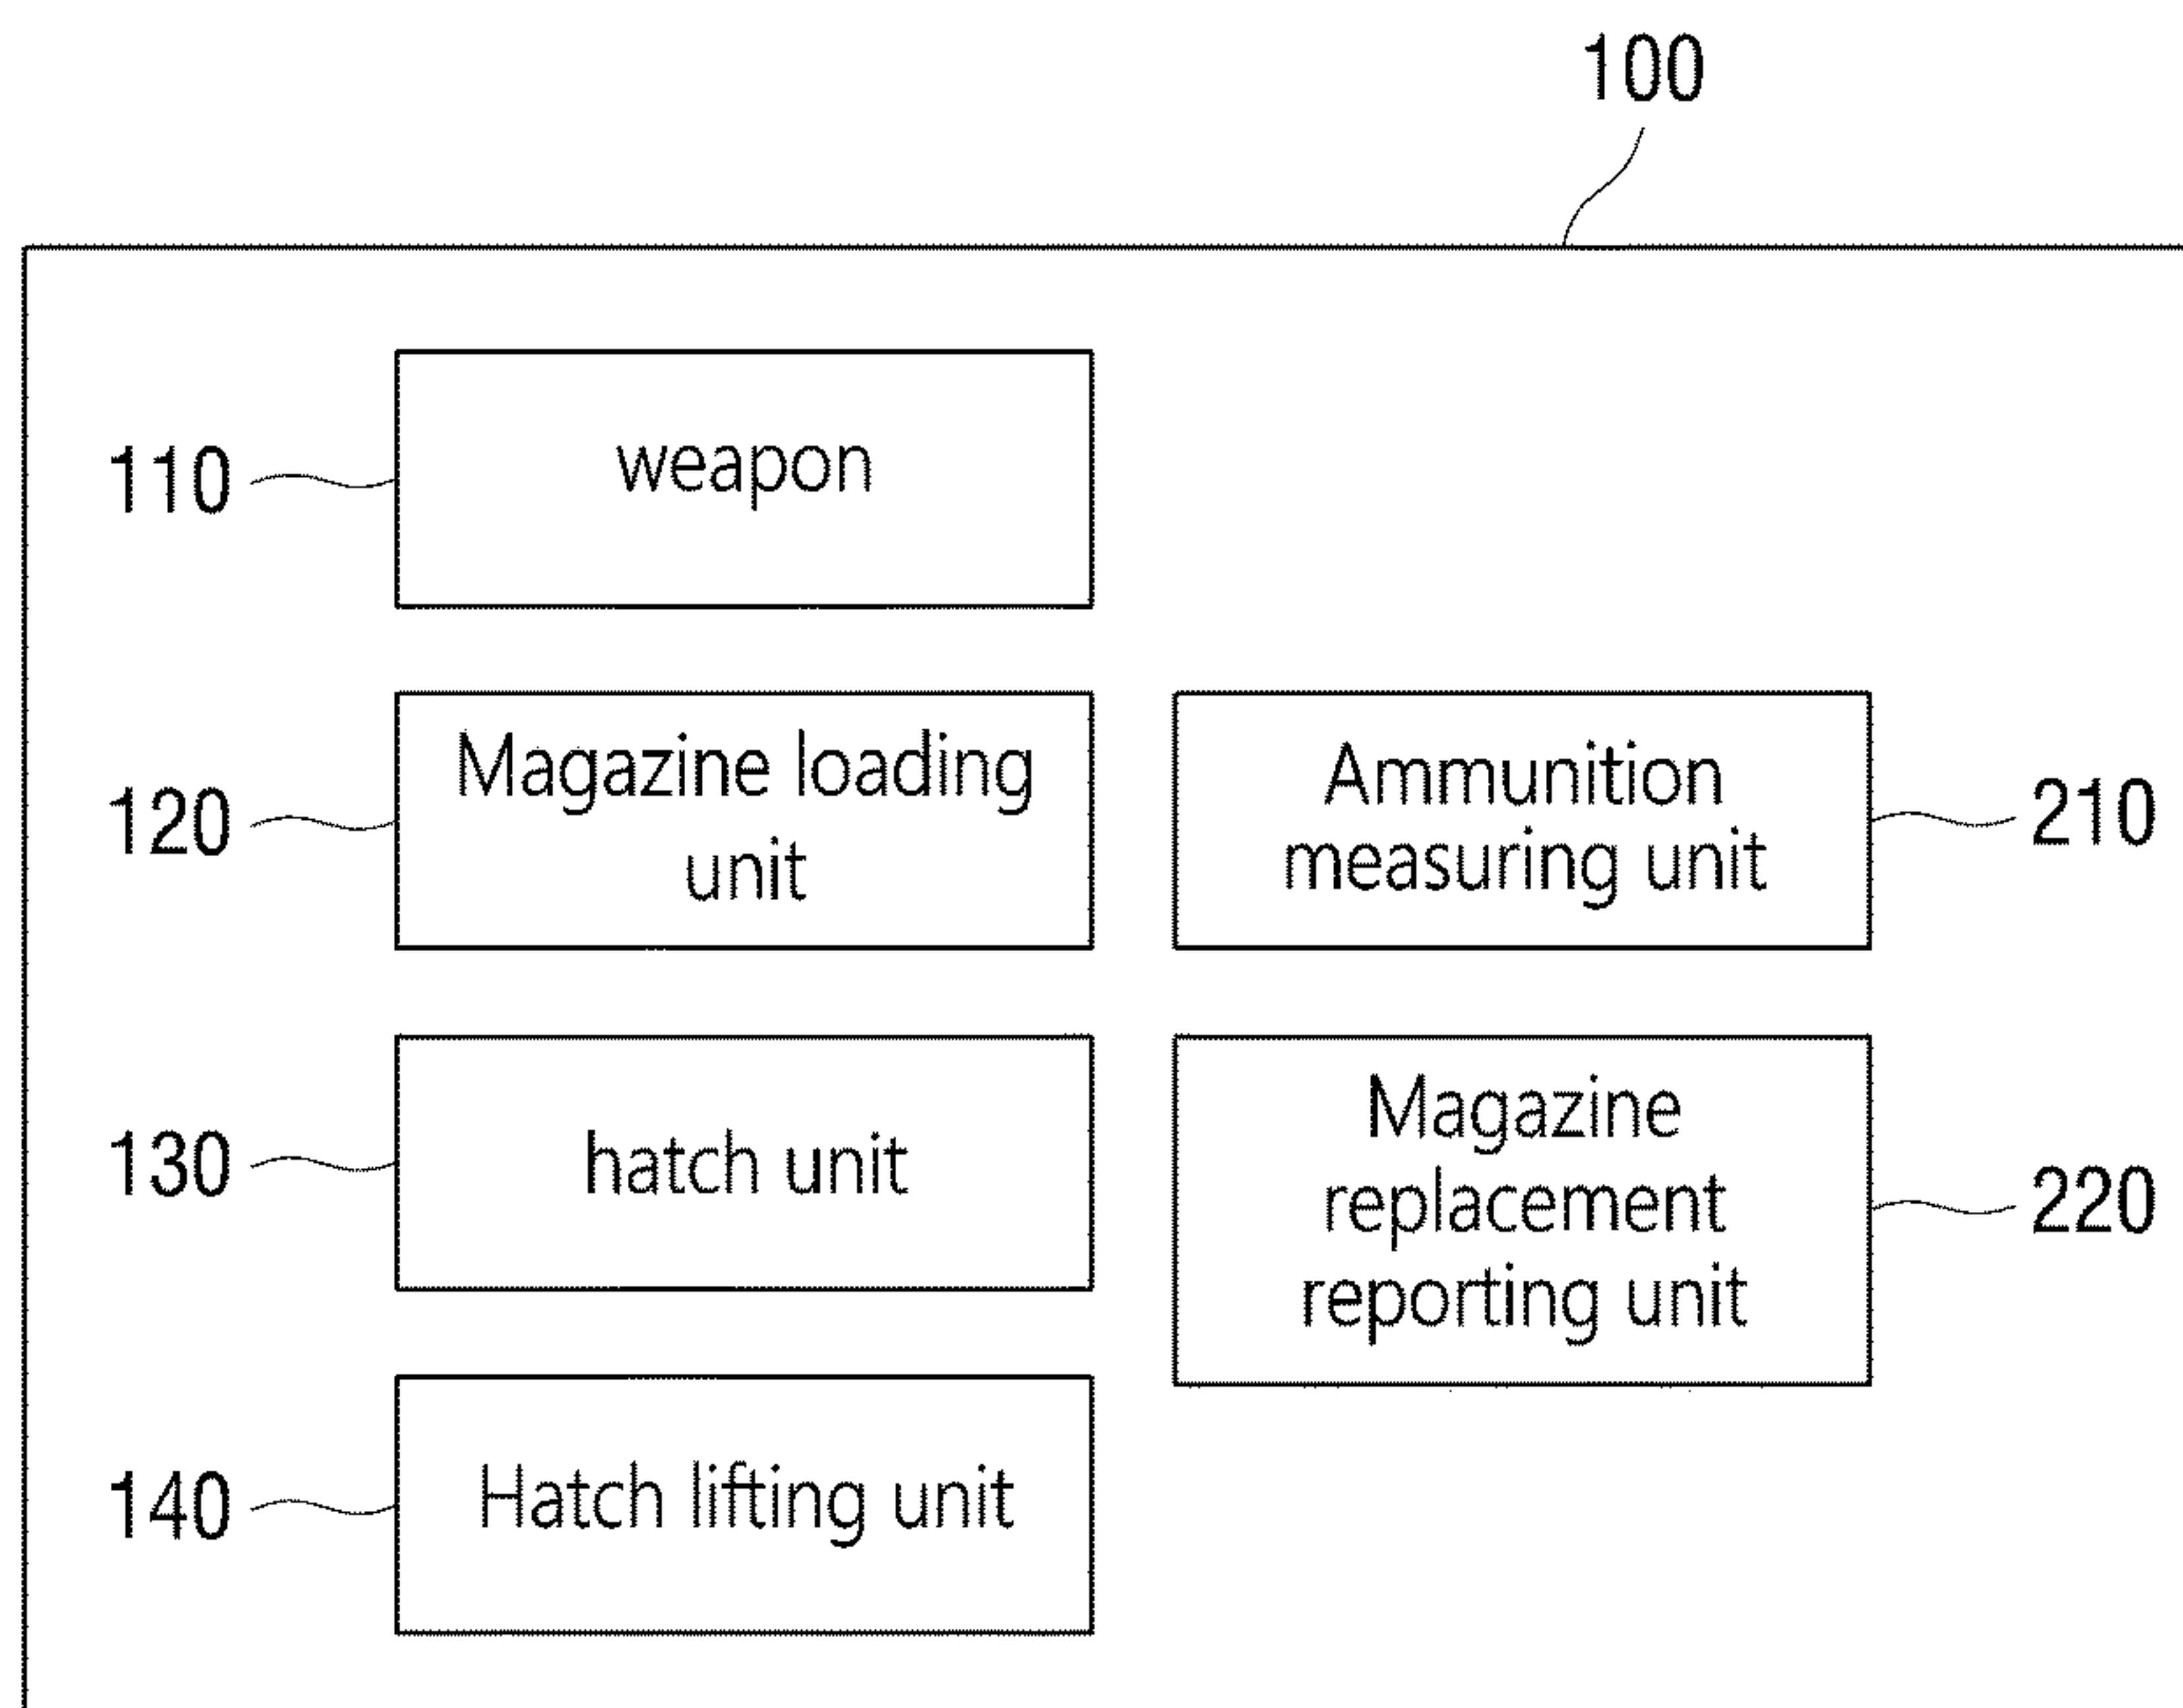 100
110
weapon
120
Magazine loading
unit
Ammunition
measuring unit
210
130
hatch unit
Magazine
replacement
reporting unit
220
140
Hatch lifting unit